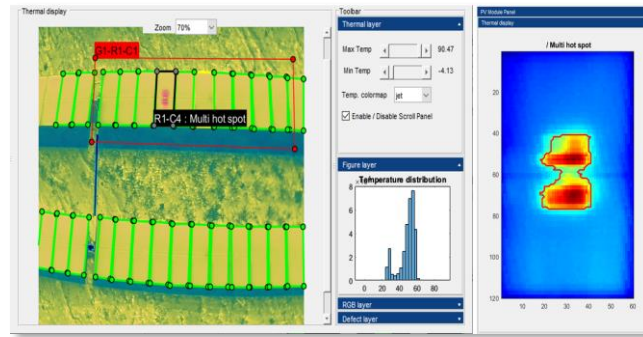 Thermal display
Zoom 70%
G1-R1-C1
R1-C4 : Multi hot spot
Toolbar
Thermal layer
Max Temp 90.47
Min Temp -4.13
Temp. colormap jet
Enable / Disable Scroll Panel
Figure layer
Temperature distribution
8
6
4
2
0
0 20 40 60 80
RGB layer
Defect layer
PV Module Panel
Thermal display
/ Multi hot spot
20
40
60
80
100
120
10 20 30 40 50 60